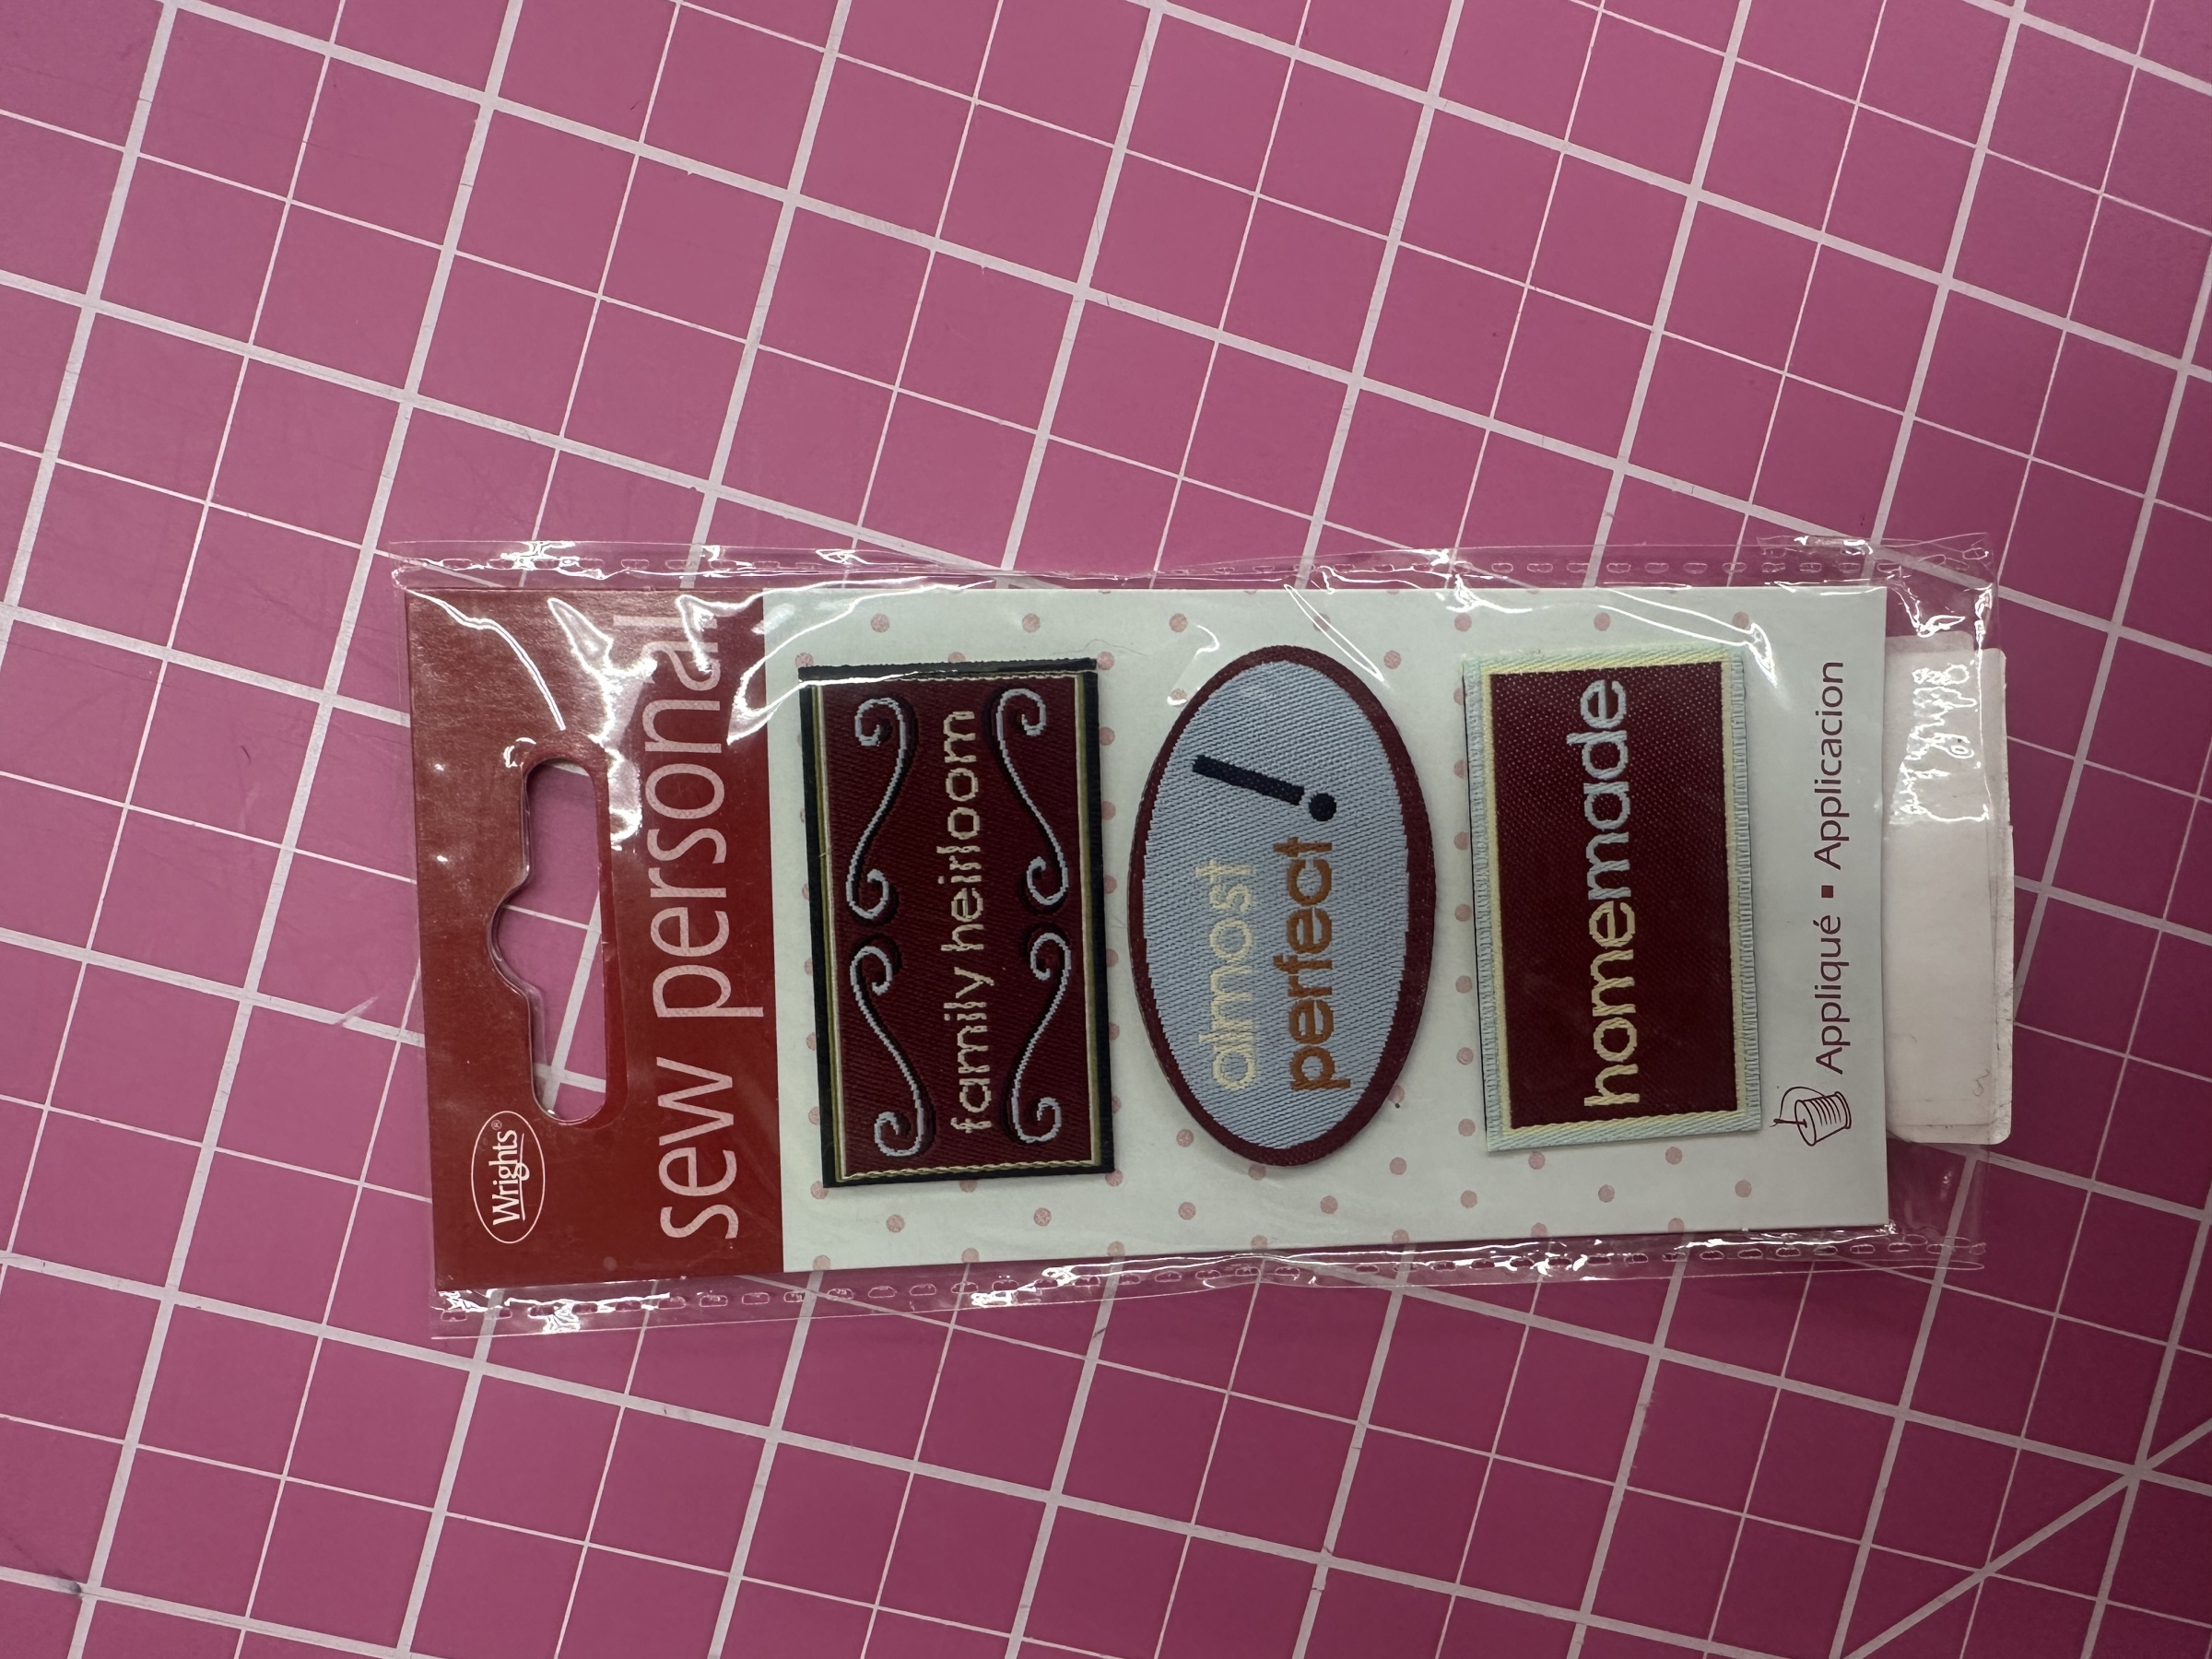 Wrights®
sew personal
family heirloom
almost
perfect!
homemade
Appliqué ▪ Applicacion